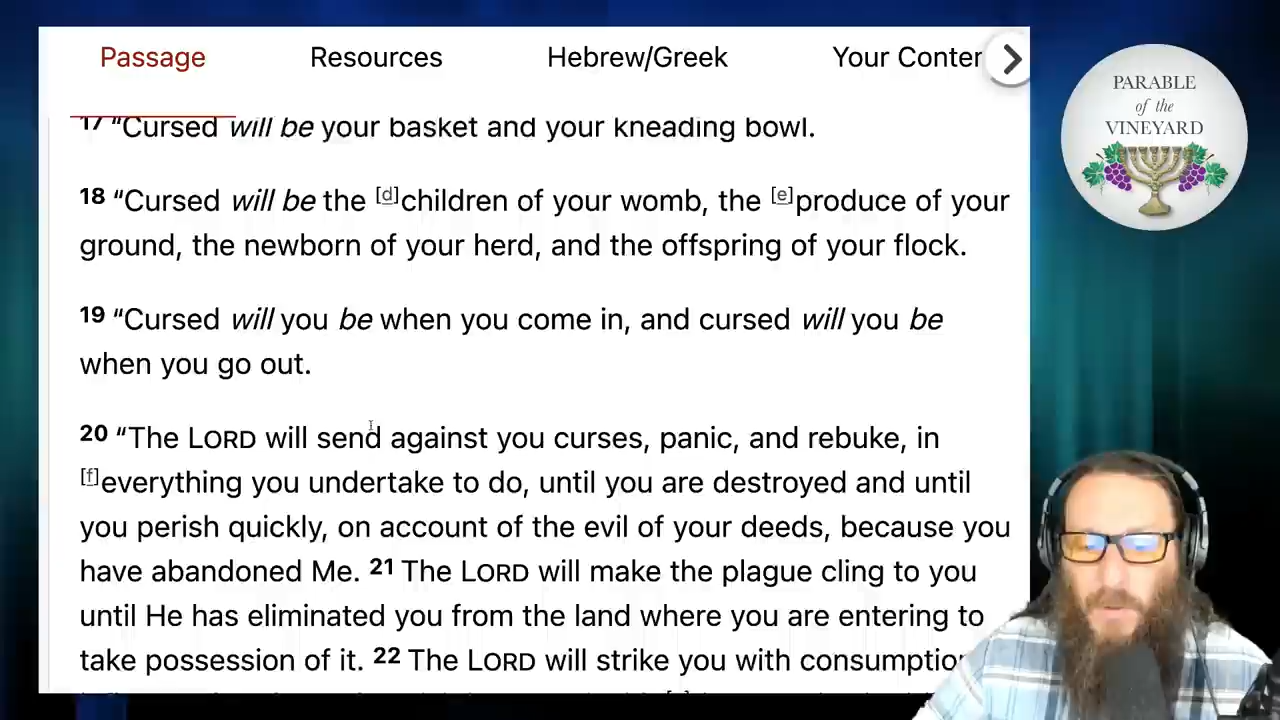 Passage Resources Hebrew/Greek Your Conten
17 “Cursed will be your basket and your kneading bowl.
18 “Cursed will be the [d]children of your womb, the [e]produce of your
ground, the newborn of your herd, and the offspring of your flock.
19 “Cursed will you be when you come in, and cursed will you be
when you go out.
20 “The LORD will send against you curses, panic, and rebuke, in
[f]everything you undertake to do, until you are destroyed and until
you perish quickly, on account of the evil of your deeds, because you
have abandoned Me. 21 The LORD will make the plague cling to you
until He has eliminated you from the land where you are entering to
take possession of it. 22 The LORD will strike you with consumption
PARABLE
of the
VINEYARD